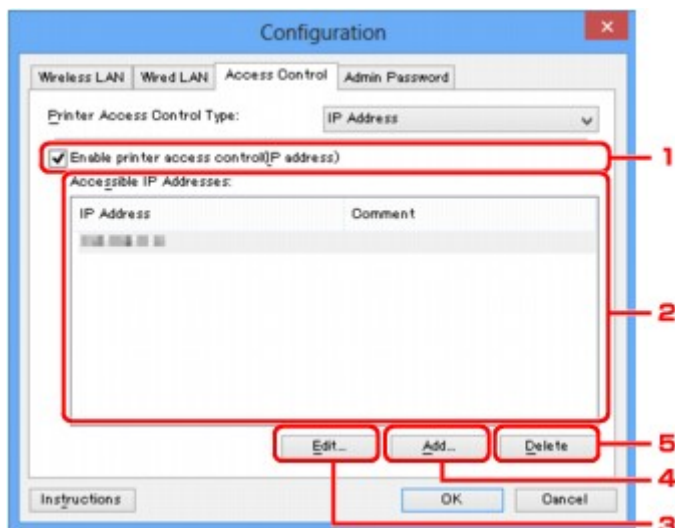 Configuration
Wireless LAN Wired LAN Access Control Admin Password
Printer Access Control Type: IP Address
Enable printer access control(IP address) 1
Accessible IP Addresses:
IP Address Comment
2
Edit... Add... Delete 5
4
Instructions OK Cancel
3